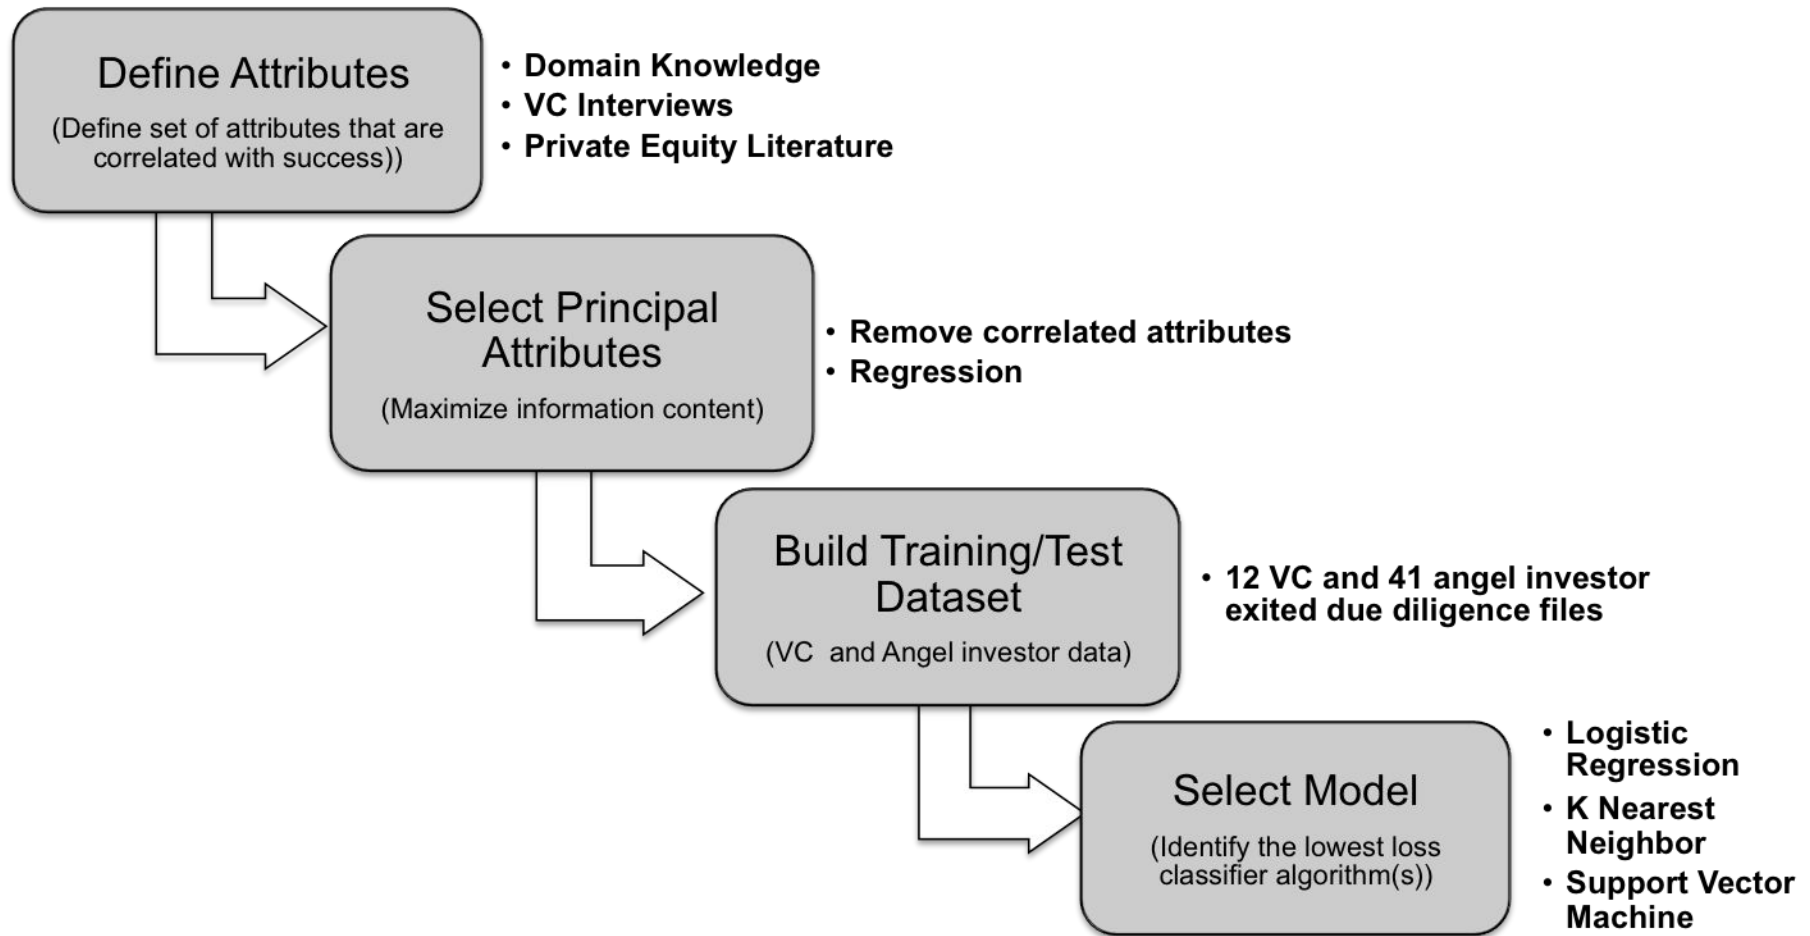 Define Attributes
(Define set of attributes that are
correlated with success))
• Domain Knowledge
• VC Interviews
• Private Equity Literature
Select Principal
Attributes
(Maximize information content)
• Remove correlated attributes
• Regression
Build Training/Test
Dataset
(VC and Angel investor data)
• 12 VC and 41 angel investor
exited due diligence files
Select Model
(Identify the lowest loss
classifier algorithm(s))
• Logistic
Regression
• K Nearest
Neighbor
• Support Vector
Machine